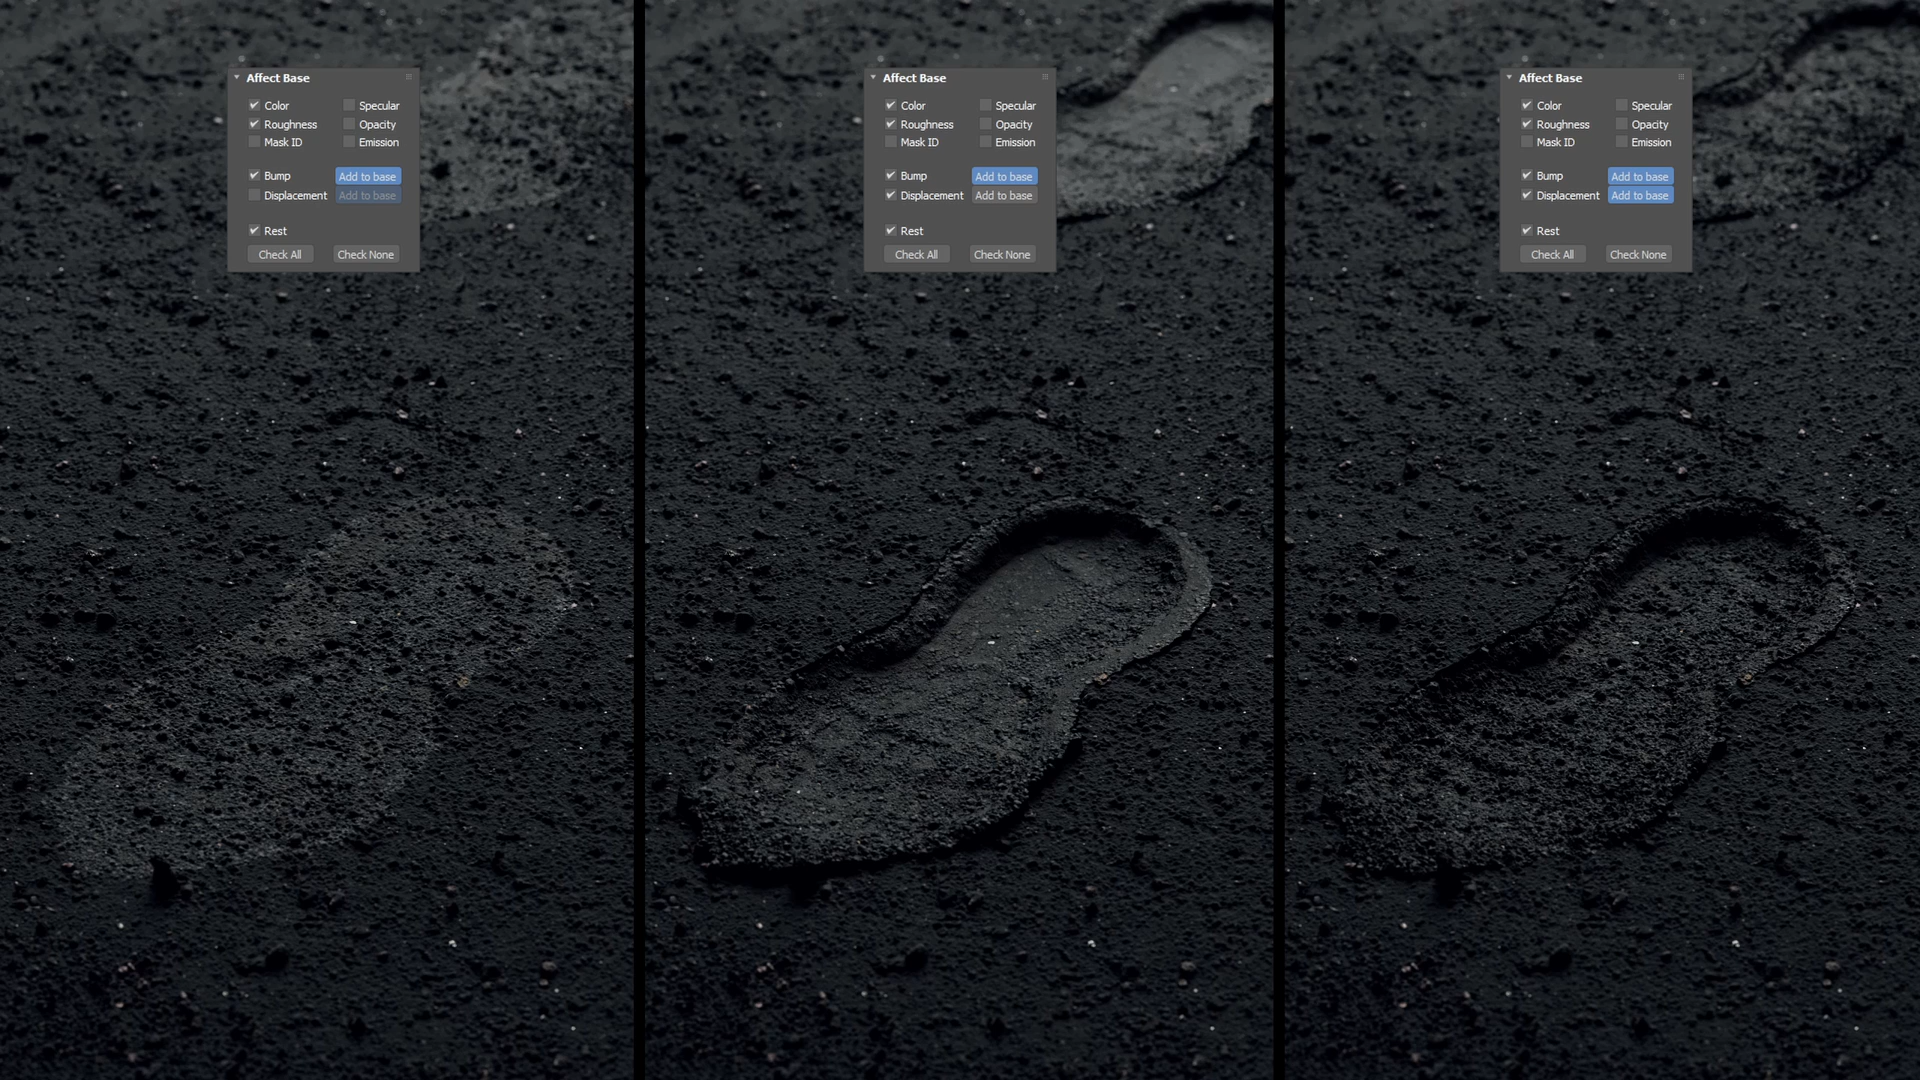 Affect Base
Color Specular
Roughness Opacity
Mask ID Emission
Bump Add to base
Displacement Add to base
Rest
Check All Check None
Affect Base
Color Specular
Roughness Opacity
Mask ID Emission
Bump Add to base
Displacement Add to base
Rest
Check All Check None
Affect Base
Color Specular
Roughness Opacity
Mask ID Emission
Bump Add to base
Displacement Add to base
Rest
Check All Check None